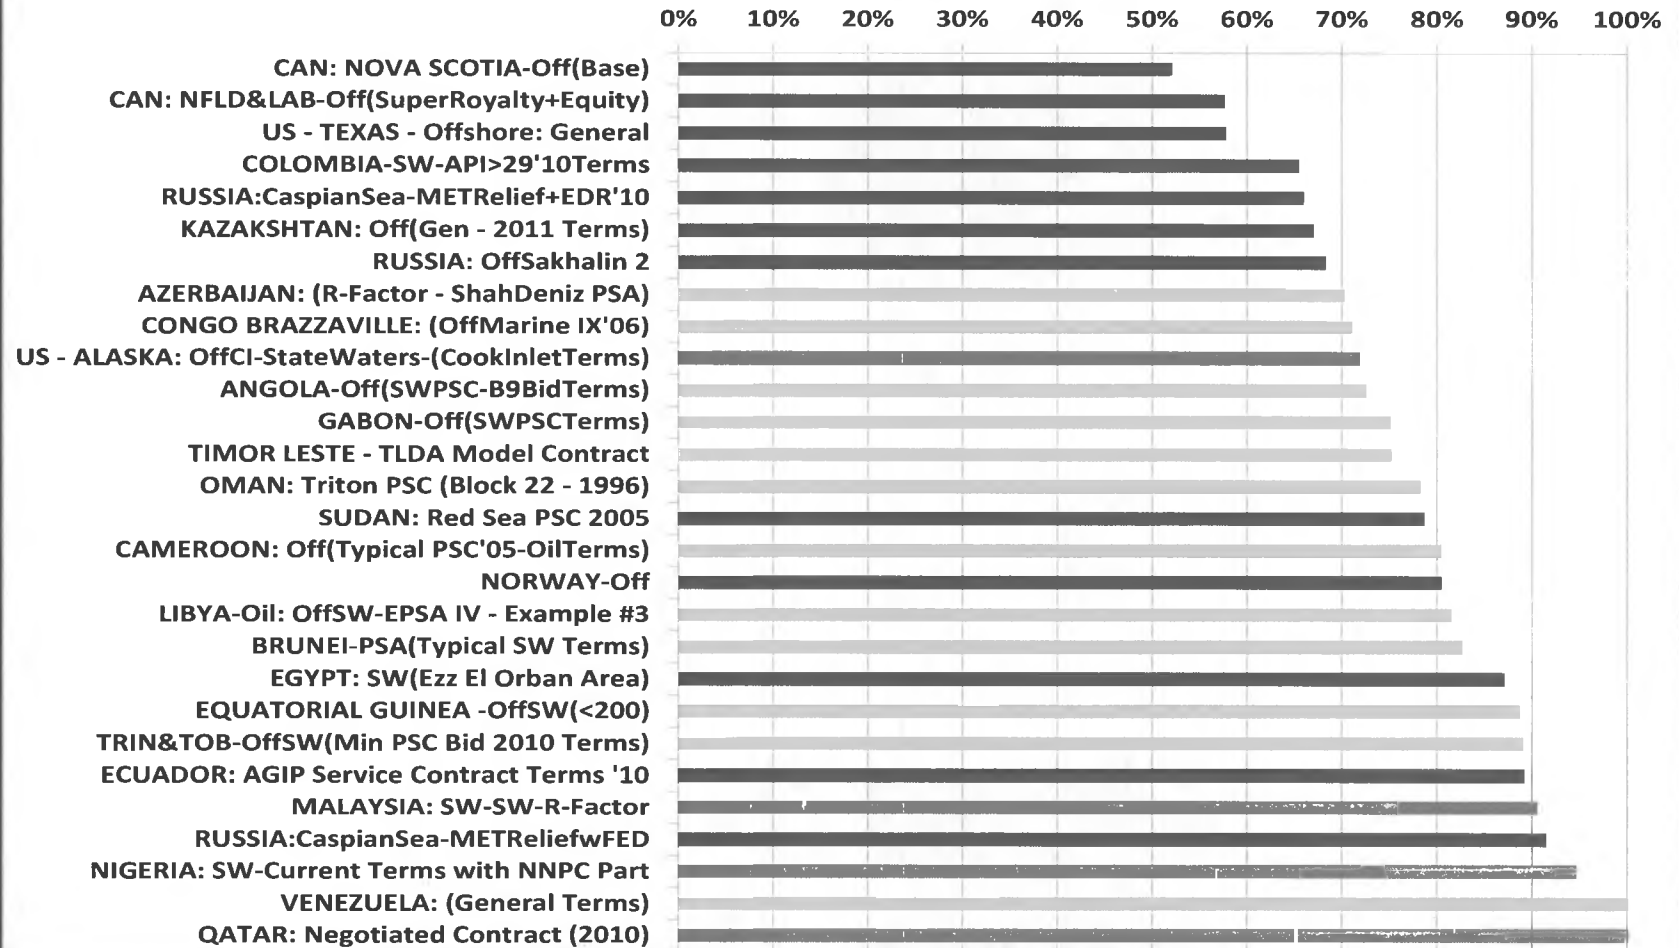 0% 10% 20% 30% 40% 50% 60% 70% 80% 90% 100%
CAN: NOVA SCOTIA-Off(Base)
CAN: NFLD&LAB-Off(SuperRoyalty+Equity)
US - TEXAS - Offshore: General
COLOMBIA-SW-API>29'10Terms
RUSSIA:CaspianSea-METRelief+EDR'10
KAZAKSHTAN: Off(Gen - 2011 Terms)
RUSSIA: OffSakhalin 2
AZERBAIJAN: (R-Factor - ShahDeniz PSA)
CONGO BRAZZAVILLE: (OffMarine IX'06)
US - ALASKA: OffCI-StateWaters-(CookInletTerms)
ANGOLA-Off(SWPSC-B9BidTerms)
GABON-Off(SWPSCTerms)
TIMOR LESTE - TLDA Model Contract
OMAN: Triton PSC (Block 22 - 1996)
SUDAN: Red Sea PSC 2005
CAMEROON: Off(Typical PSC'05-OilTerms)
NORWAY-Off
LIBYA-Oil: OffSW-EPSA IV - Example #3
BRUNEI-PSA(Typical SW Terms)
EGYPT: SW(Ezz El Orban Area)
EQUATORIAL GUINEA -OffSW(<200)
TRIN&TOB-OffSW(Min PSC Bid 2010 Terms)
ECUADOR: AGIP Service Contract Terms '10
MALAYSIA: SW-SW-R-Factor
RUSSIA:CaspianSea-METReliefwFED
NIGERIA: SW-Current Terms with NNPC Part
VENEZUELA: (General Terms)
QATAR: Negotiated Contract (2010)